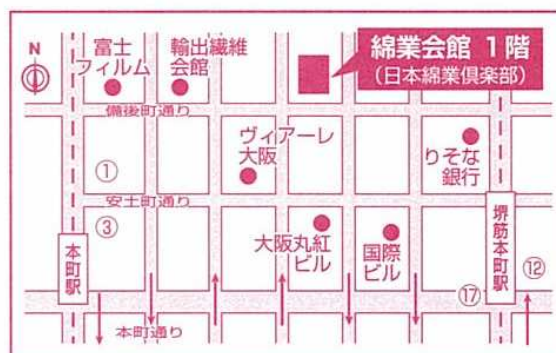 N
富士
フィルム
輸出繊維
会館
綿業会館 1階
(日本綿業倶楽部)
備後町通り
ヴィアーレ
大阪
りそな
銀行
①
安土町通り
③
本町駅
大阪丸紅
ビル
国際
ビル
堺筋本町駅
⑫
⑰
本町通り